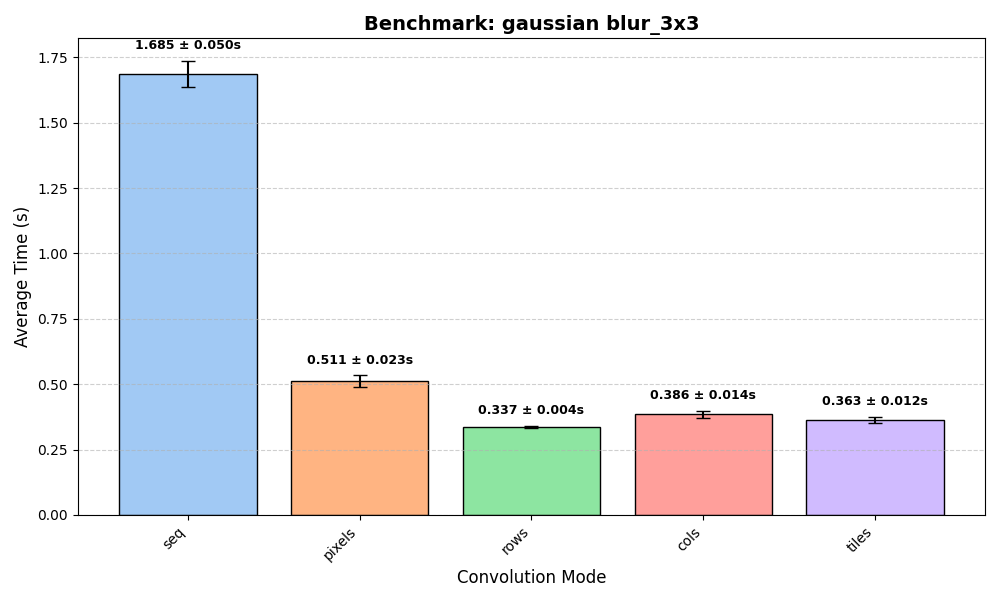 Benchmark: gaussian blur_3x3
1.685 ± 0.050s
0.511 ± 0.023s
0.337 ± 0.004s
0.386 ± 0.014s
0.363 ± 0.012s
Average Time (s)
1.75
1.50
1.25
1.00
0.75
0.50
0.25
0.00
seq
pixels
rows
cols
tiles
Convolution Mode